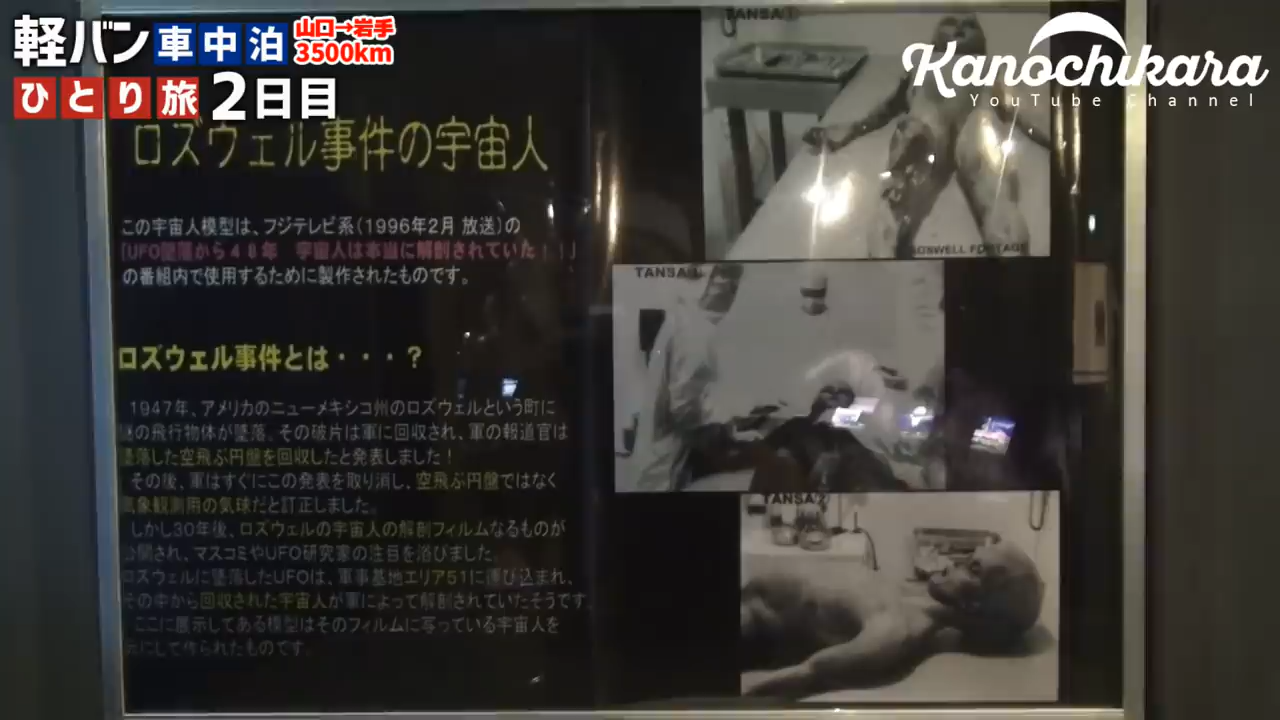 軽バン車中泊
山口→岩手
3500km
ひとり旅 2日目
Kanochikara
YouTube Channel
ロズウェル事件の宇宙人
この宇宙人模型は、フジテレビ系(1996年2月 放送)の
「UFO墜落から48年 宇宙人は本当に解剖されていた!!」
の番組内で使用するために製作されたものです。
ロズウェル事件とは・・・?
1947年、アメリカのニューメキシコ州のロズウェルという町に
謎の飛行物体が墜落。その破片は軍に回収され、軍の報道官は
墜落した空飛ぶ円盤を回収したと発表しました!
その後、軍はすぐにこの発表を取り消し、空飛ぶ円盤ではなく
気象観測用の気球だと訂正しました。
しかし30年後、ロズウェルの宇宙人の解剖フィルムなるものが
公開され、マスコミやUFO研究家の注目を浴びました。
ロズウェルに墜落したUFOは、軍事基地エリア51に運び込まれ、
その中から回収された宇宙人が軍によって解剖されていたそうです。
ここに展示してある模型はそのフィルムに写っている宇宙人を
元にして作られたものです。
TANSA
ROSWELL FOOTAGE
TANSA
TANSA